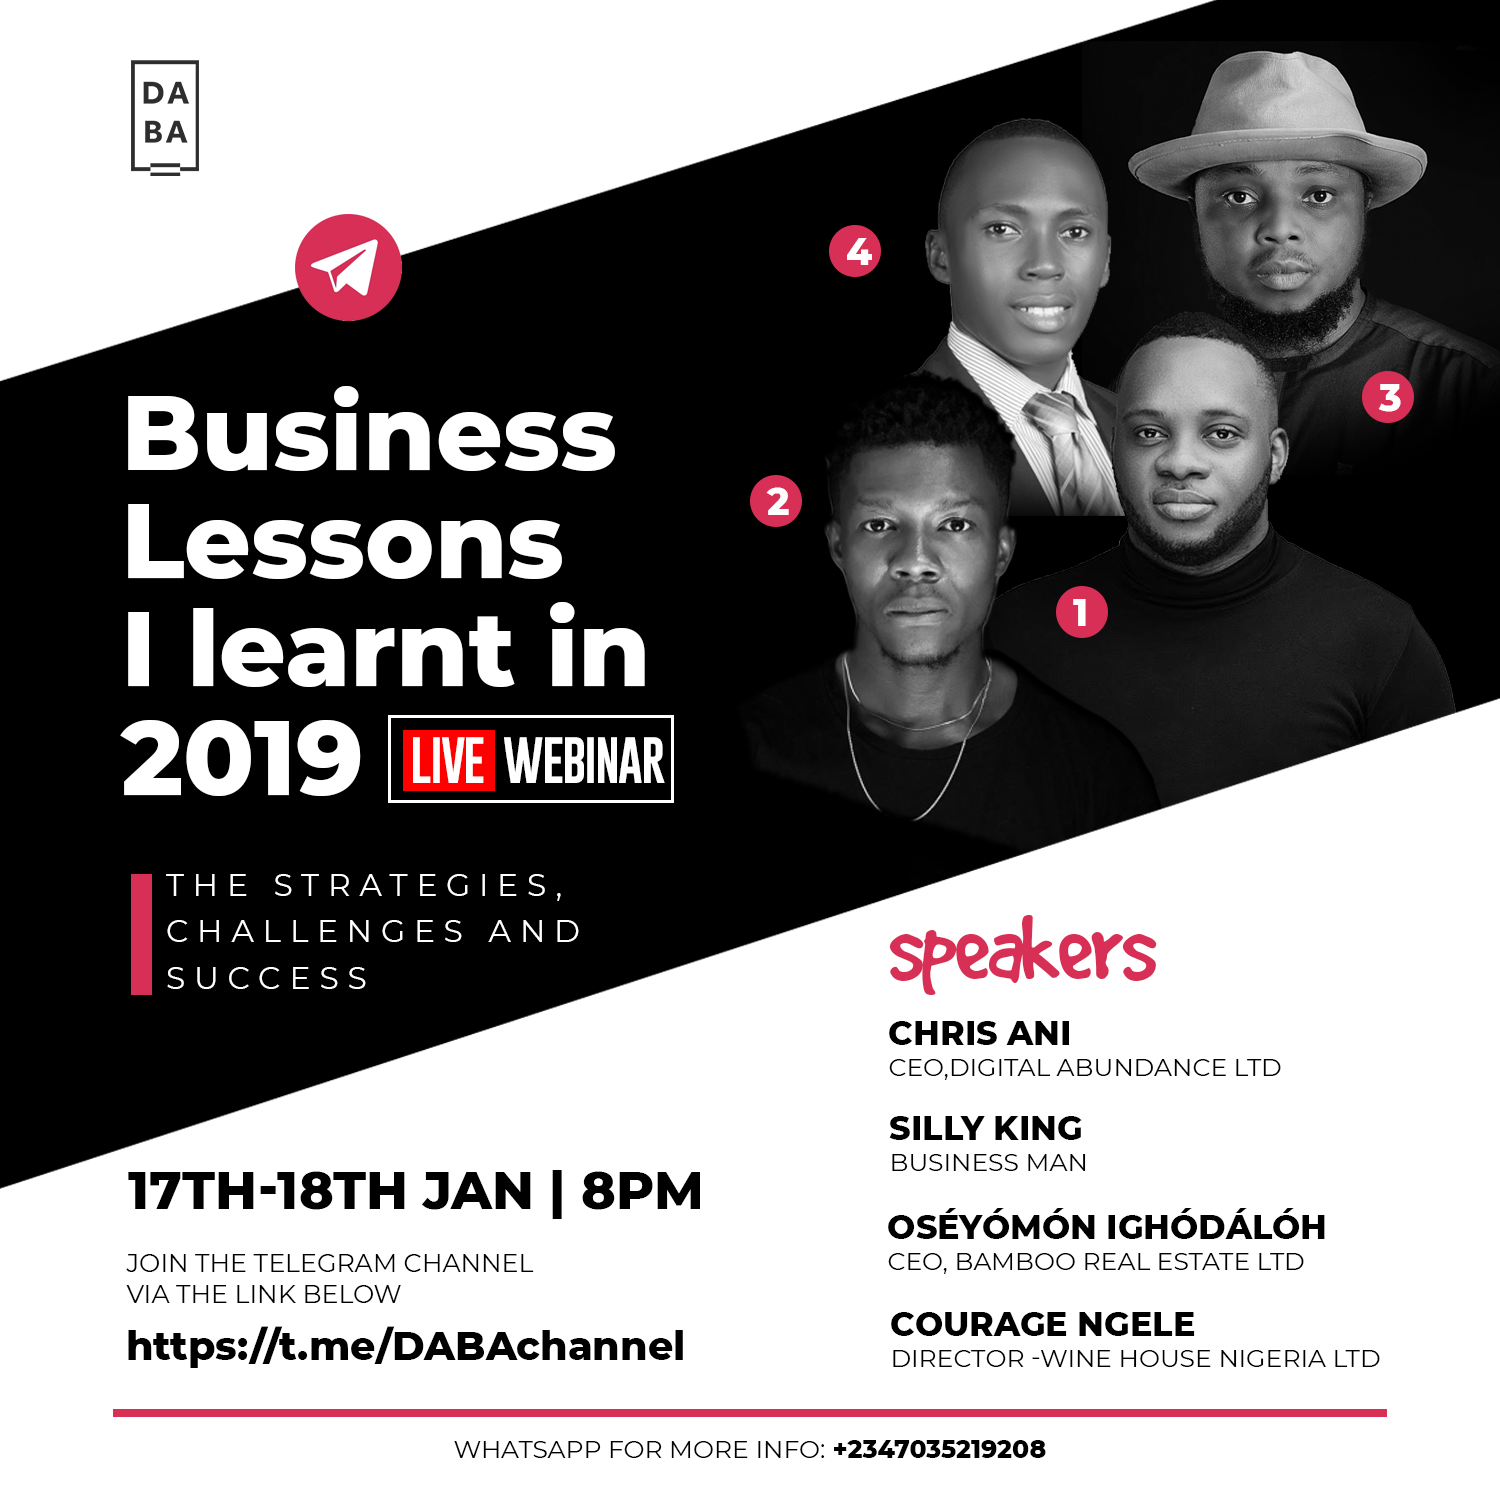 DA
BA
Business
Lessons
I learnt in
2019 LIVE WEBINAR
THE STRATEGIES,
CHALLENGES AND
SUCCESS
4
3
2
1
speakers
CHRIS ANI
CEO,DIGITAL ABUNDANCE LTD
SILLY KING
BUSINESS MAN
OSÉYÓMÓN IGHÓDÁLÓH
CEO, BAMBOO REAL ESTATE LTD
COURAGE NGELE
DIRECTOR -WINE HOUSE NIGERIA LTD
17TH-18TH JAN | 8PM
JOIN THE TELEGRAM CHANNEL
VIA THE LINK BELOW
https://t.me/DABAchannel
WHATSAPP FOR MORE INFO: +2347035219208